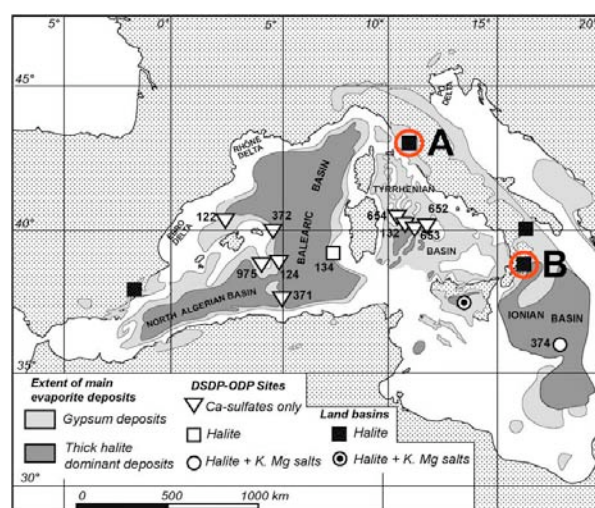 5° 0° 5° 10° 15° 20°
45°
RHÔNE DELTA
PO DELTA
A
TYRRHENIAN
BASIN
BALEARIC
BASIN
EBRO DELTA
122
372
654
652
132
653
40°
40°
975
124
134
371
NORTH ALGERIAN BASIN
B
IONIAN
BASIN
374
35°
35°
Extent of main evaporite deposits
Gypsum deposits
Thick halite dominant deposits
DSDP-ODP Sites
Ca-sulfates only
Halite
Halite + K. Mg salts
Land basins
Halite
Halite + K. Mg salts
30°
0 500 1000 km